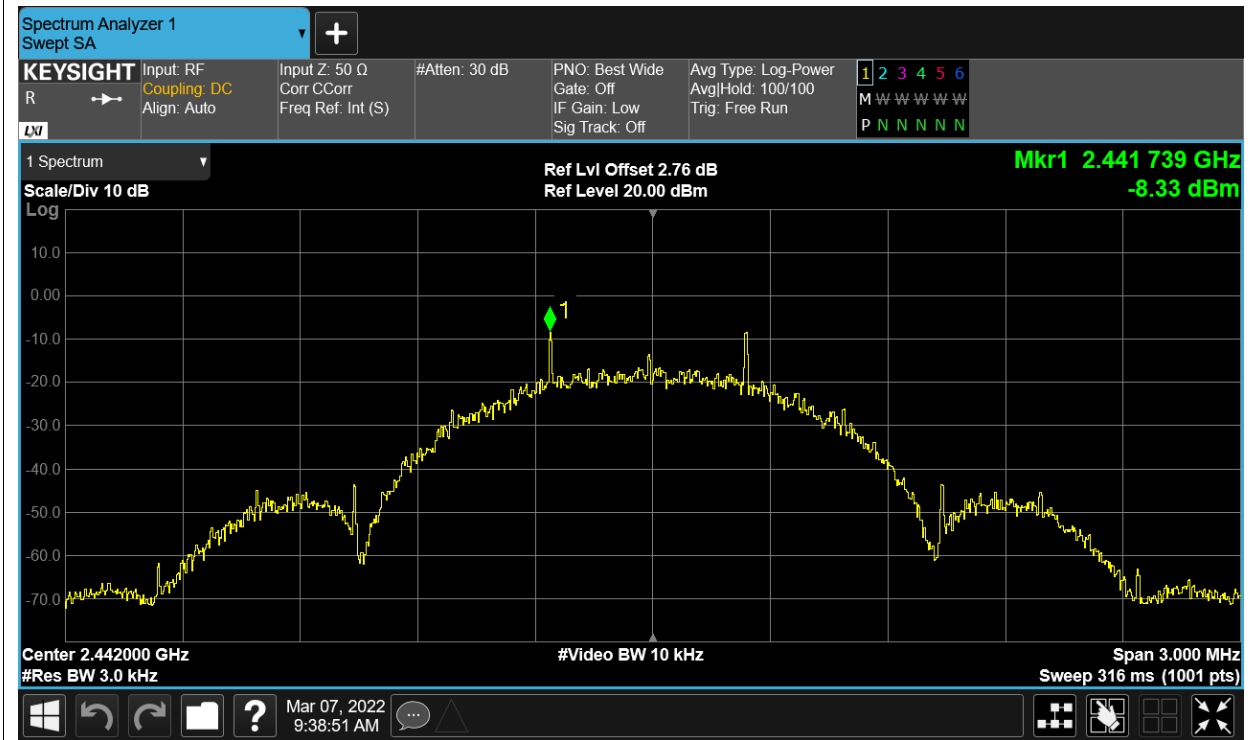 Spectrum Analyzer 1
Swept SA
+
KEYSIGHT
R
LXI
Input: RF
Coupling: DC
Align: Auto
Input Z: 50 Ω
Corr CCorr
Freq Ref: Int (S)
#Atten: 30 dB
PNO: Best Wide
Gate: Off
IF Gain: Low
Sig Track: Off
Avg Type: Log-Power
Avg|Hold: 100/100
Trig: Free Run
1 2 3 4 5 6
M W W W W W
P N N N N N
1 Spectrum
Scale/Div 10 dB
Ref Lvl Offset 2.76 dB
Ref Level 20.00 dBm
Mkr1 2.441 739 GHz
-8.33 dBm
Log
10.0
0.00
-10.0
-20.0
-30.0
-40.0
-50.0
-60.0
-70.0
1
Center 2.442000 GHz
#Res BW 3.0 kHz
#Video BW 10 kHz
Span 3.000 MHz
Sweep 316 ms (1001 pts)
?
Mar 07, 2022
9:38:51 AM